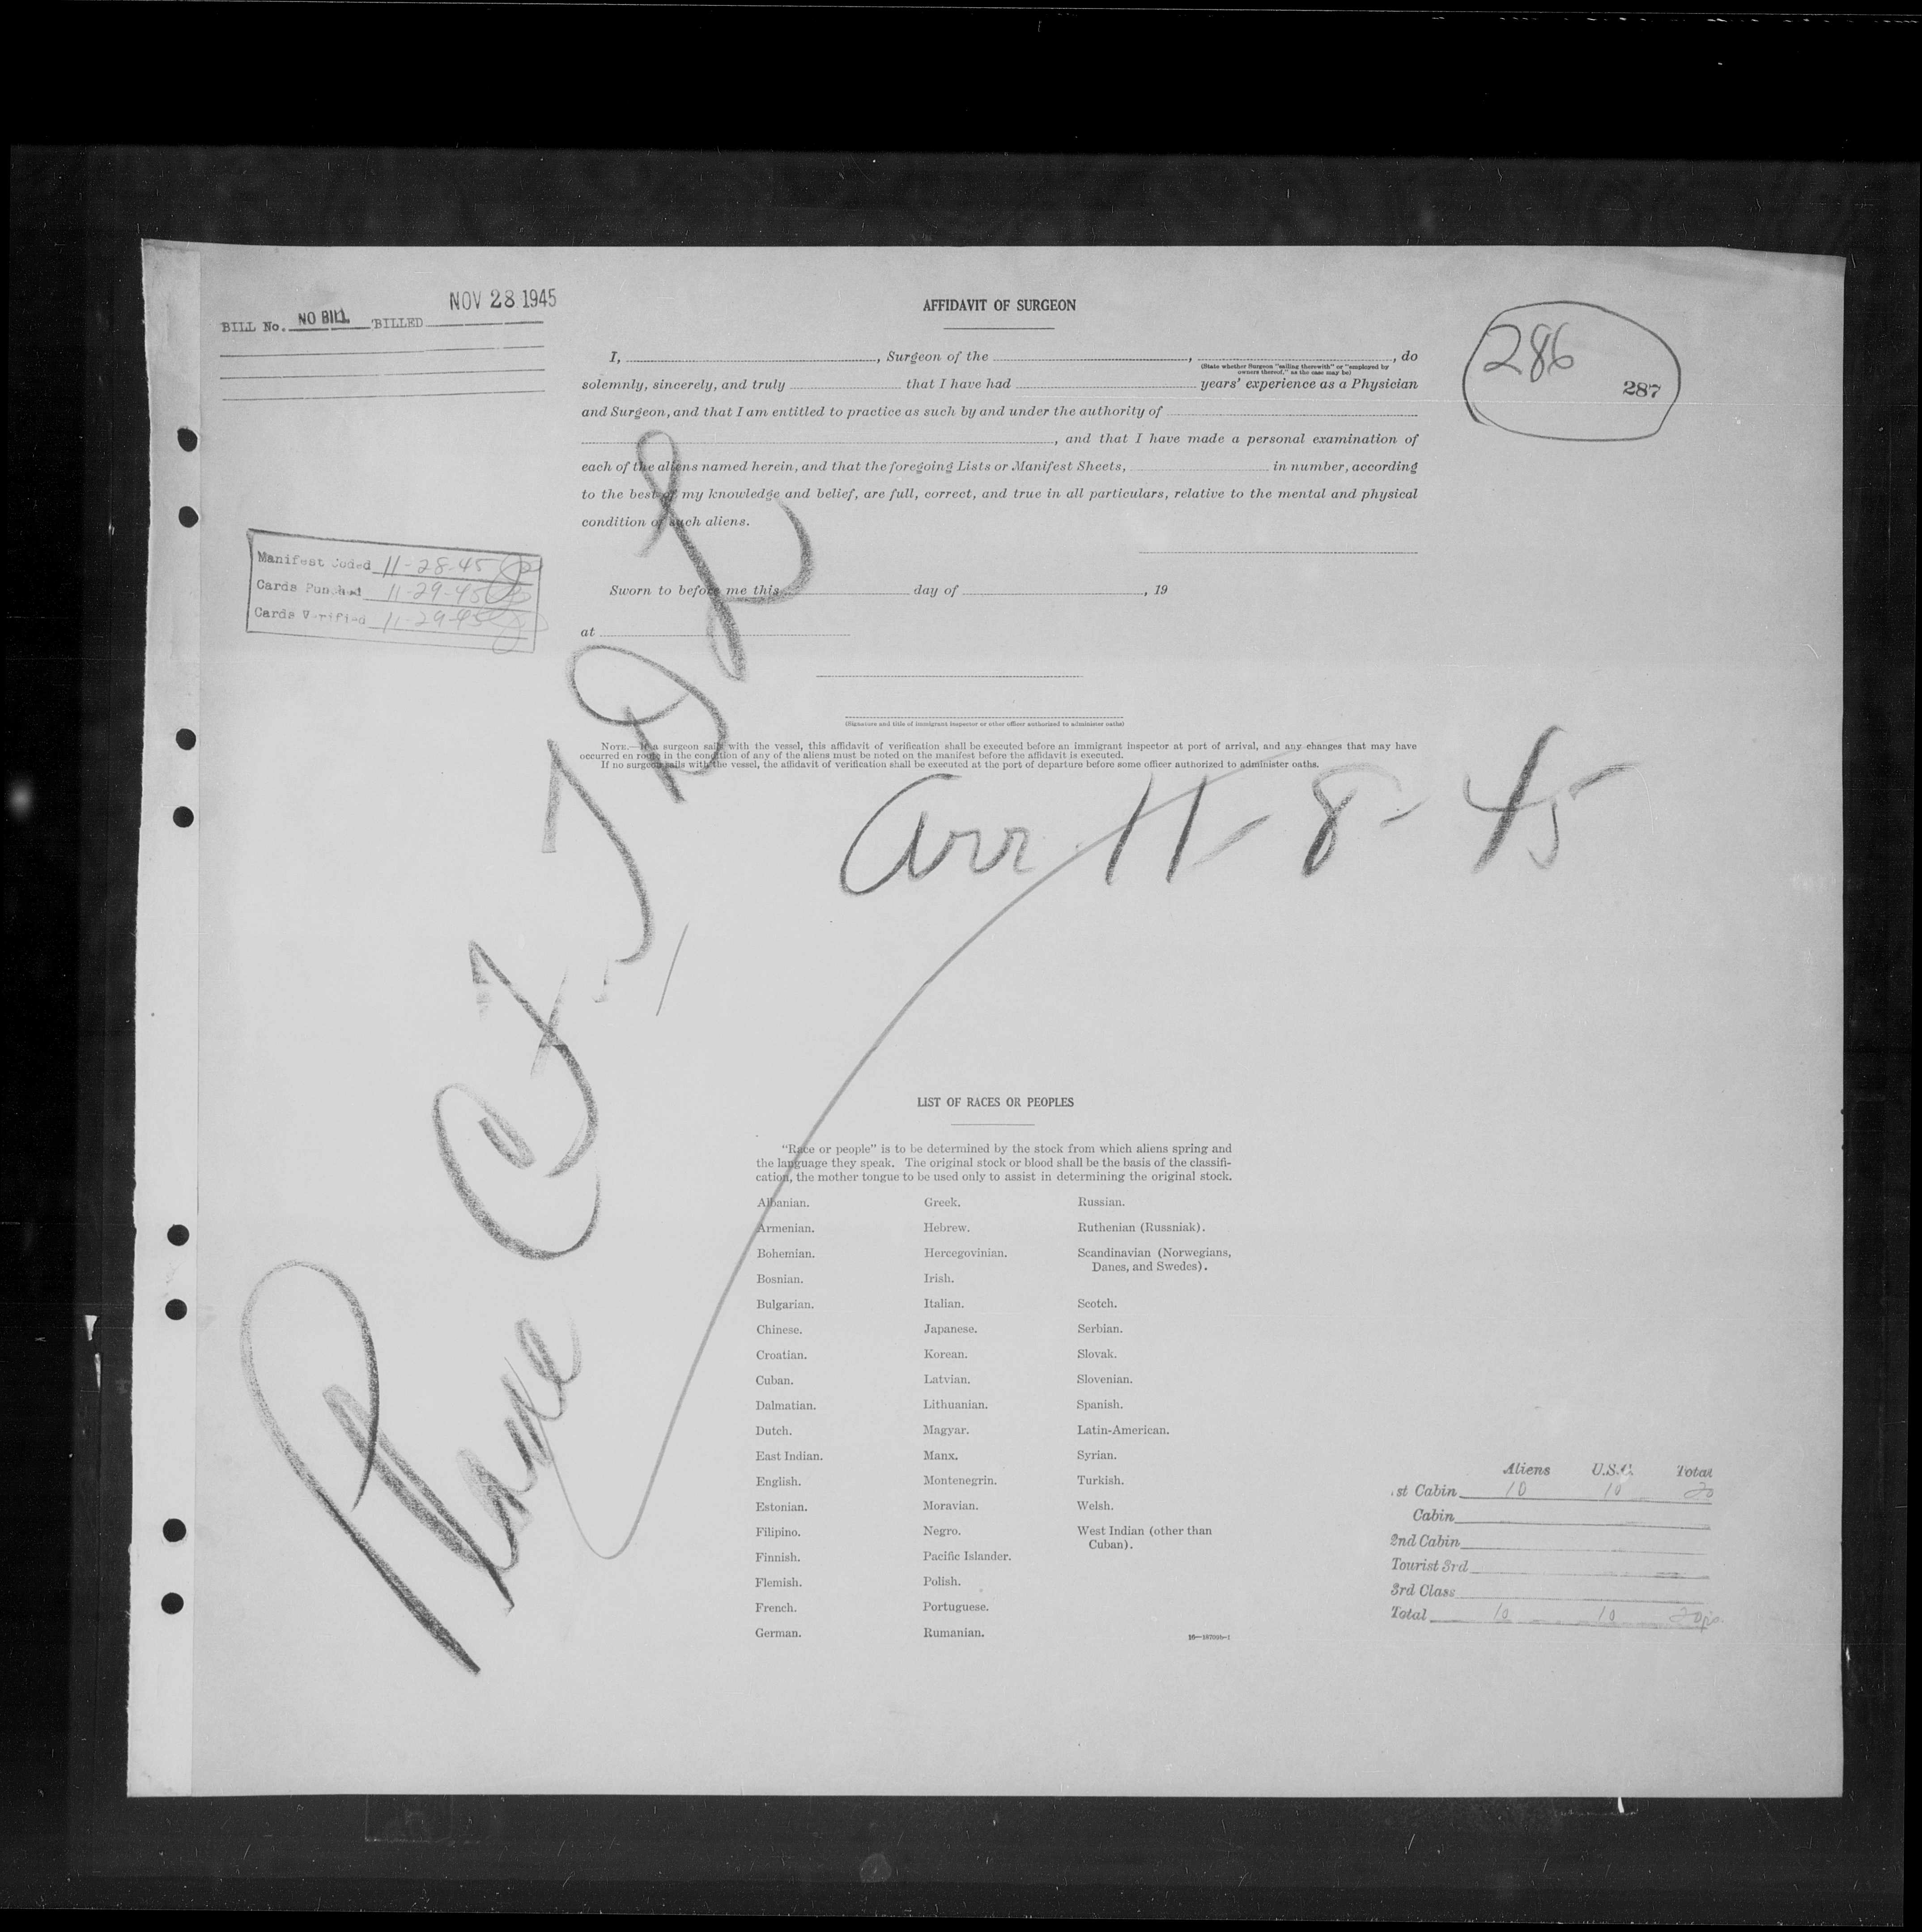 NOV 28 1945
BILL No. NO BILL BILLED
AFFIDAVIT OF SURGEON
286
287
I, , Surgeon of the , , do
(State whether Surgeon "sailing therewith" or "employed by
owners thereof," as the case may be)
solemnly, sincerely, and truly that I have had years' experience as a Physician
and Surgeon, and that I am entitled to practice as such by and under the authority of
, and that I have made a personal examination of
each of the aliens named herein, and that the foregoing Lists or Manifest Sheets, in number, according
to the best of my knowledge and belief, are full, correct, and true in all particulars, relative to the mental and physical
condition of such aliens.
Manifest Coded 11-28-45
Cards Punched 11-29-45
Cards Verified 11-29-45
Sworn to before me this day of , 19
at
(Signature and title of immigrant inspector or other officer authorized to administer oaths)
NOTE.—If a surgeon sails with the vessel, this affidavit of verification shall be executed before an immigrant inspector at port of arrival, and any changes that may have
occurred en route in the condition of any of the aliens must be noted on the manifest before the affidavit is executed.
If no surgeon sails with the vessel, the affidavit of verification shall be executed at the port of departure before some officer authorized to administer oaths.
Arr 11-8-45
Plane
LIST OF RACES OR PEOPLES
"Race or people" is to be determined by the stock from which aliens spring and
the language they speak. The original stock or blood shall be the basis of the classifi-
cation, the mother tongue to be used only to assist in determining the original stock.
Albanian.
Armenian.
Bohemian.
Bosnian.
Bulgarian.
Chinese.
Croatian.
Cuban.
Dalmatian.
Dutch.
East Indian.
English.
Estonian.
Filipino.
Finnish.
Flemish.
French.
German.
Greek.
Hebrew.
Hercegovinian.
Irish.
Italian.
Japanese.
Korean.
Latvian.
Lithuanian.
Magyar.
Manx.
Montenegrin.
Moravian.
Negro.
Pacific Islander.
Polish.
Portuguese.
Rumanian.
Russian.
Ruthenian (Russniak).
Scandinavian (Norwegians,
Danes, and Swedes).
Scotch.
Serbian.
Slovak.
Slovenian.
Spanish.
Latin-American.
Syrian.
Turkish.
Welsh.
West Indian (other than
Cuban).
Aliens U.S.C. Total
1st Cabin 10 10 20
Cabin
2nd Cabin
Tourist 3rd
3rd Class
Total 10 10 20